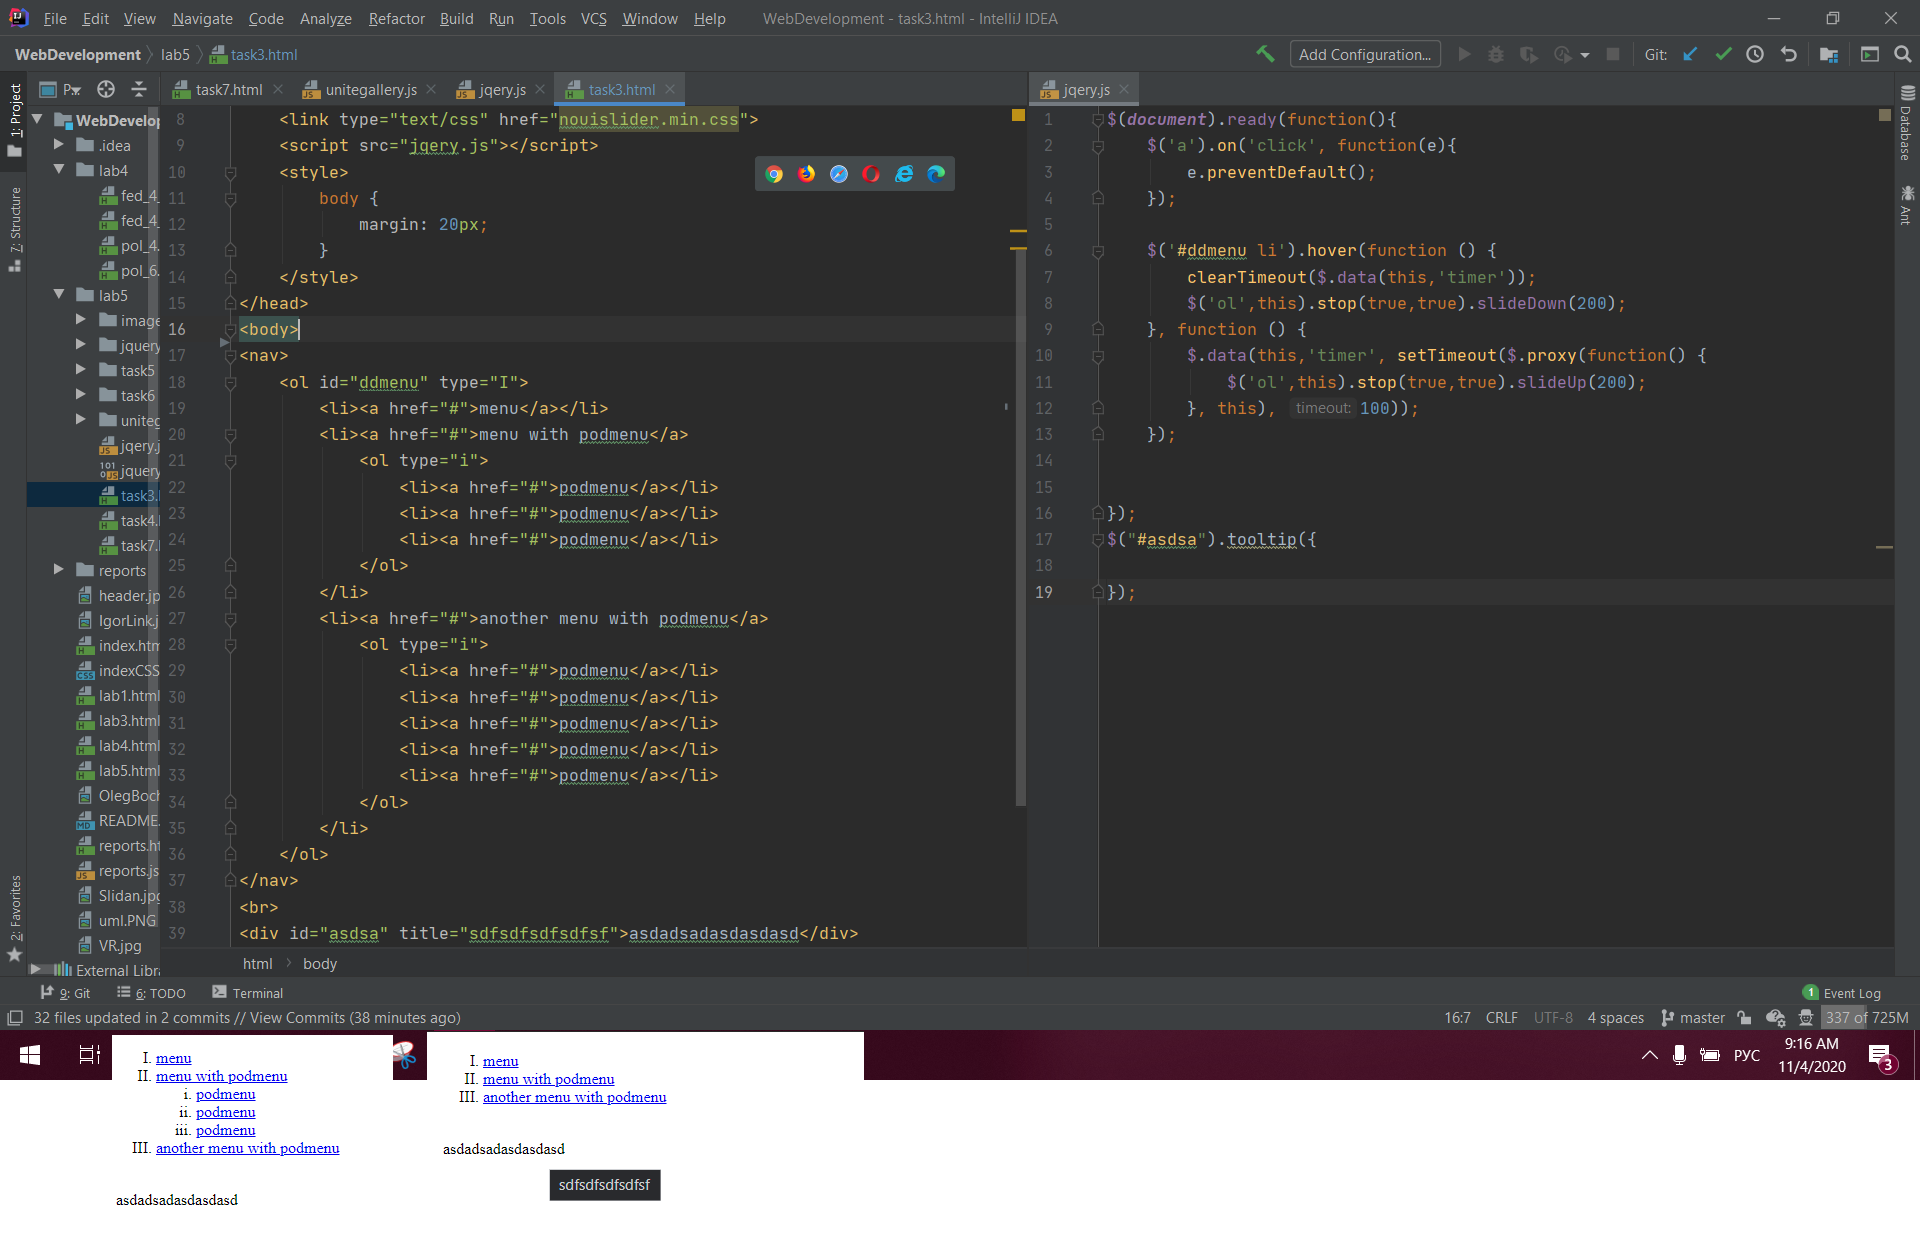 File Edit View Navigate Code Analyze Refactor Build Run Tools VCS Window Help WebDevelopment - task3.html - IntelliJ IDEA
WebDevelopment lab5 task3.html Add Configuration... Git:
P... task7.html unitegallery.js jqery.js task3.html jqery.js
1: Project
7: Structure
2: Favorites
Database
Ant
WebDevelop
.idea
lab4
fed_4_
fed_4_
pol_4.
pol_6.
lab5
image
jquery
task5
task6
uniteg
jqery.j
jquery
task3.
task4.
task7.
reports
header.jp
IgorLink.j
index.htm
indexCSS
lab1.html
lab3.html
lab4.html
lab5.html
OlegBoch
README.
reports.ht
reports.js
Slidan.jpg
uml.PNG
VR.jpg
External Libra
8 <link type="text/css" href="nouislider.min.css">
9 <script src="jqery.js"></script>
10 <style>
11 body {
12 margin: 20px;
13 }
14 </style>
15 </head>
16 <body>
17 <nav>
18 <ol id="ddmenu" type="I">
19 <li><a href="#">menu</a></li>
20 <li><a href="#">menu with podmenu</a>
21 <ol type="i">
22 <li><a href="#">podmenu</a></li>
23 <li><a href="#">podmenu</a></li>
24 <li><a href="#">podmenu</a></li>
25 </ol>
26 </li>
27 <li><a href="#">another menu with podmenu</a>
28 <ol type="i">
29 <li><a href="#">podmenu</a></li>
30 <li><a href="#">podmenu</a></li>
31 <li><a href="#">podmenu</a></li>
32 <li><a href="#">podmenu</a></li>
33 <li><a href="#">podmenu</a></li>
34 </ol>
35 </li>
36 </ol>
37 </nav>
38 <br>
39 <div id="asdsa" title="sdfsdfsdfsdfsf">asdadsadasdasdasd</div>
html body
1 $(document).ready(function(){
2 $('a').on('click', function(e){
3 e.preventDefault();
4 });
5
6 $('#ddmenu li').hover(function () {
7 clearTimeout($.data(this,'timer'));
8 $('ol',this).stop(true,true).slideDown(200);
9 }, function () {
10 $.data(this,'timer', setTimeout($.proxy(function() {
11 $('ol',this).stop(true,true).slideUp(200);
12 }, this), timeout: 100));
13 });
14
15
16 });
17 $("#asdsa").tooltip({
18
19 });
9: Git 6: TODO Terminal 1 Event Log
32 files updated in 2 commits // View Commits (38 minutes ago) 16:7 CRLF UTF-8 4 spaces master 337 of 725M
РУС 9:16 AM
11/4/2020 3
I. menu
II. menu with podmenu
i. podmenu
ii. podmenu
iii. podmenu
III. another menu with podmenu
asdadsadasdasdasd
I. menu
II. menu with podmenu
III. another menu with podmenu
asdadsadasdasdasd
sdfsdfsdfsdfsf